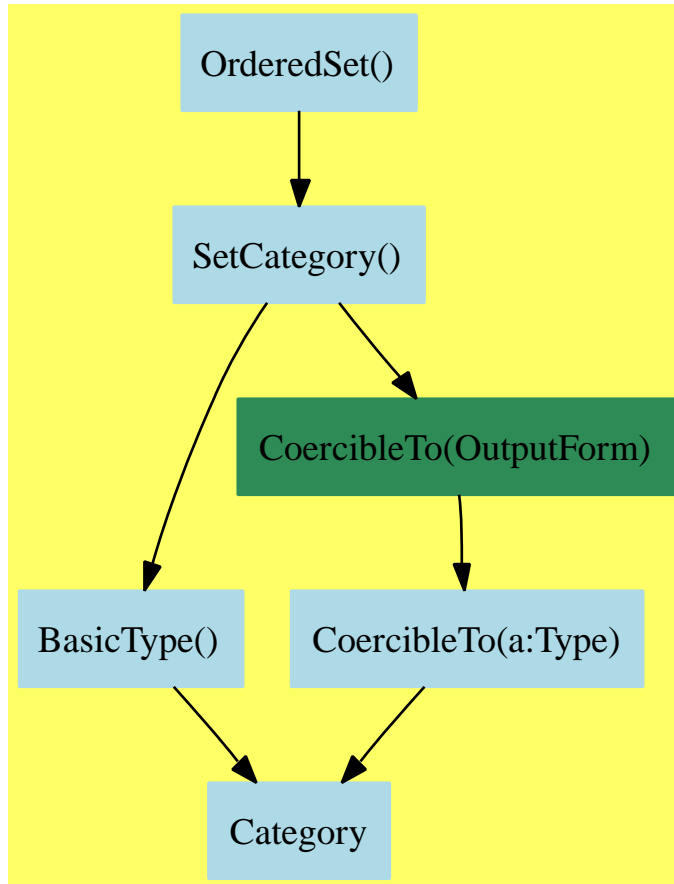 OrderedSet()
SetCategory()
CoercibleTo(OutputForm)
BasicType()
CoercibleTo(a:Type)
Category